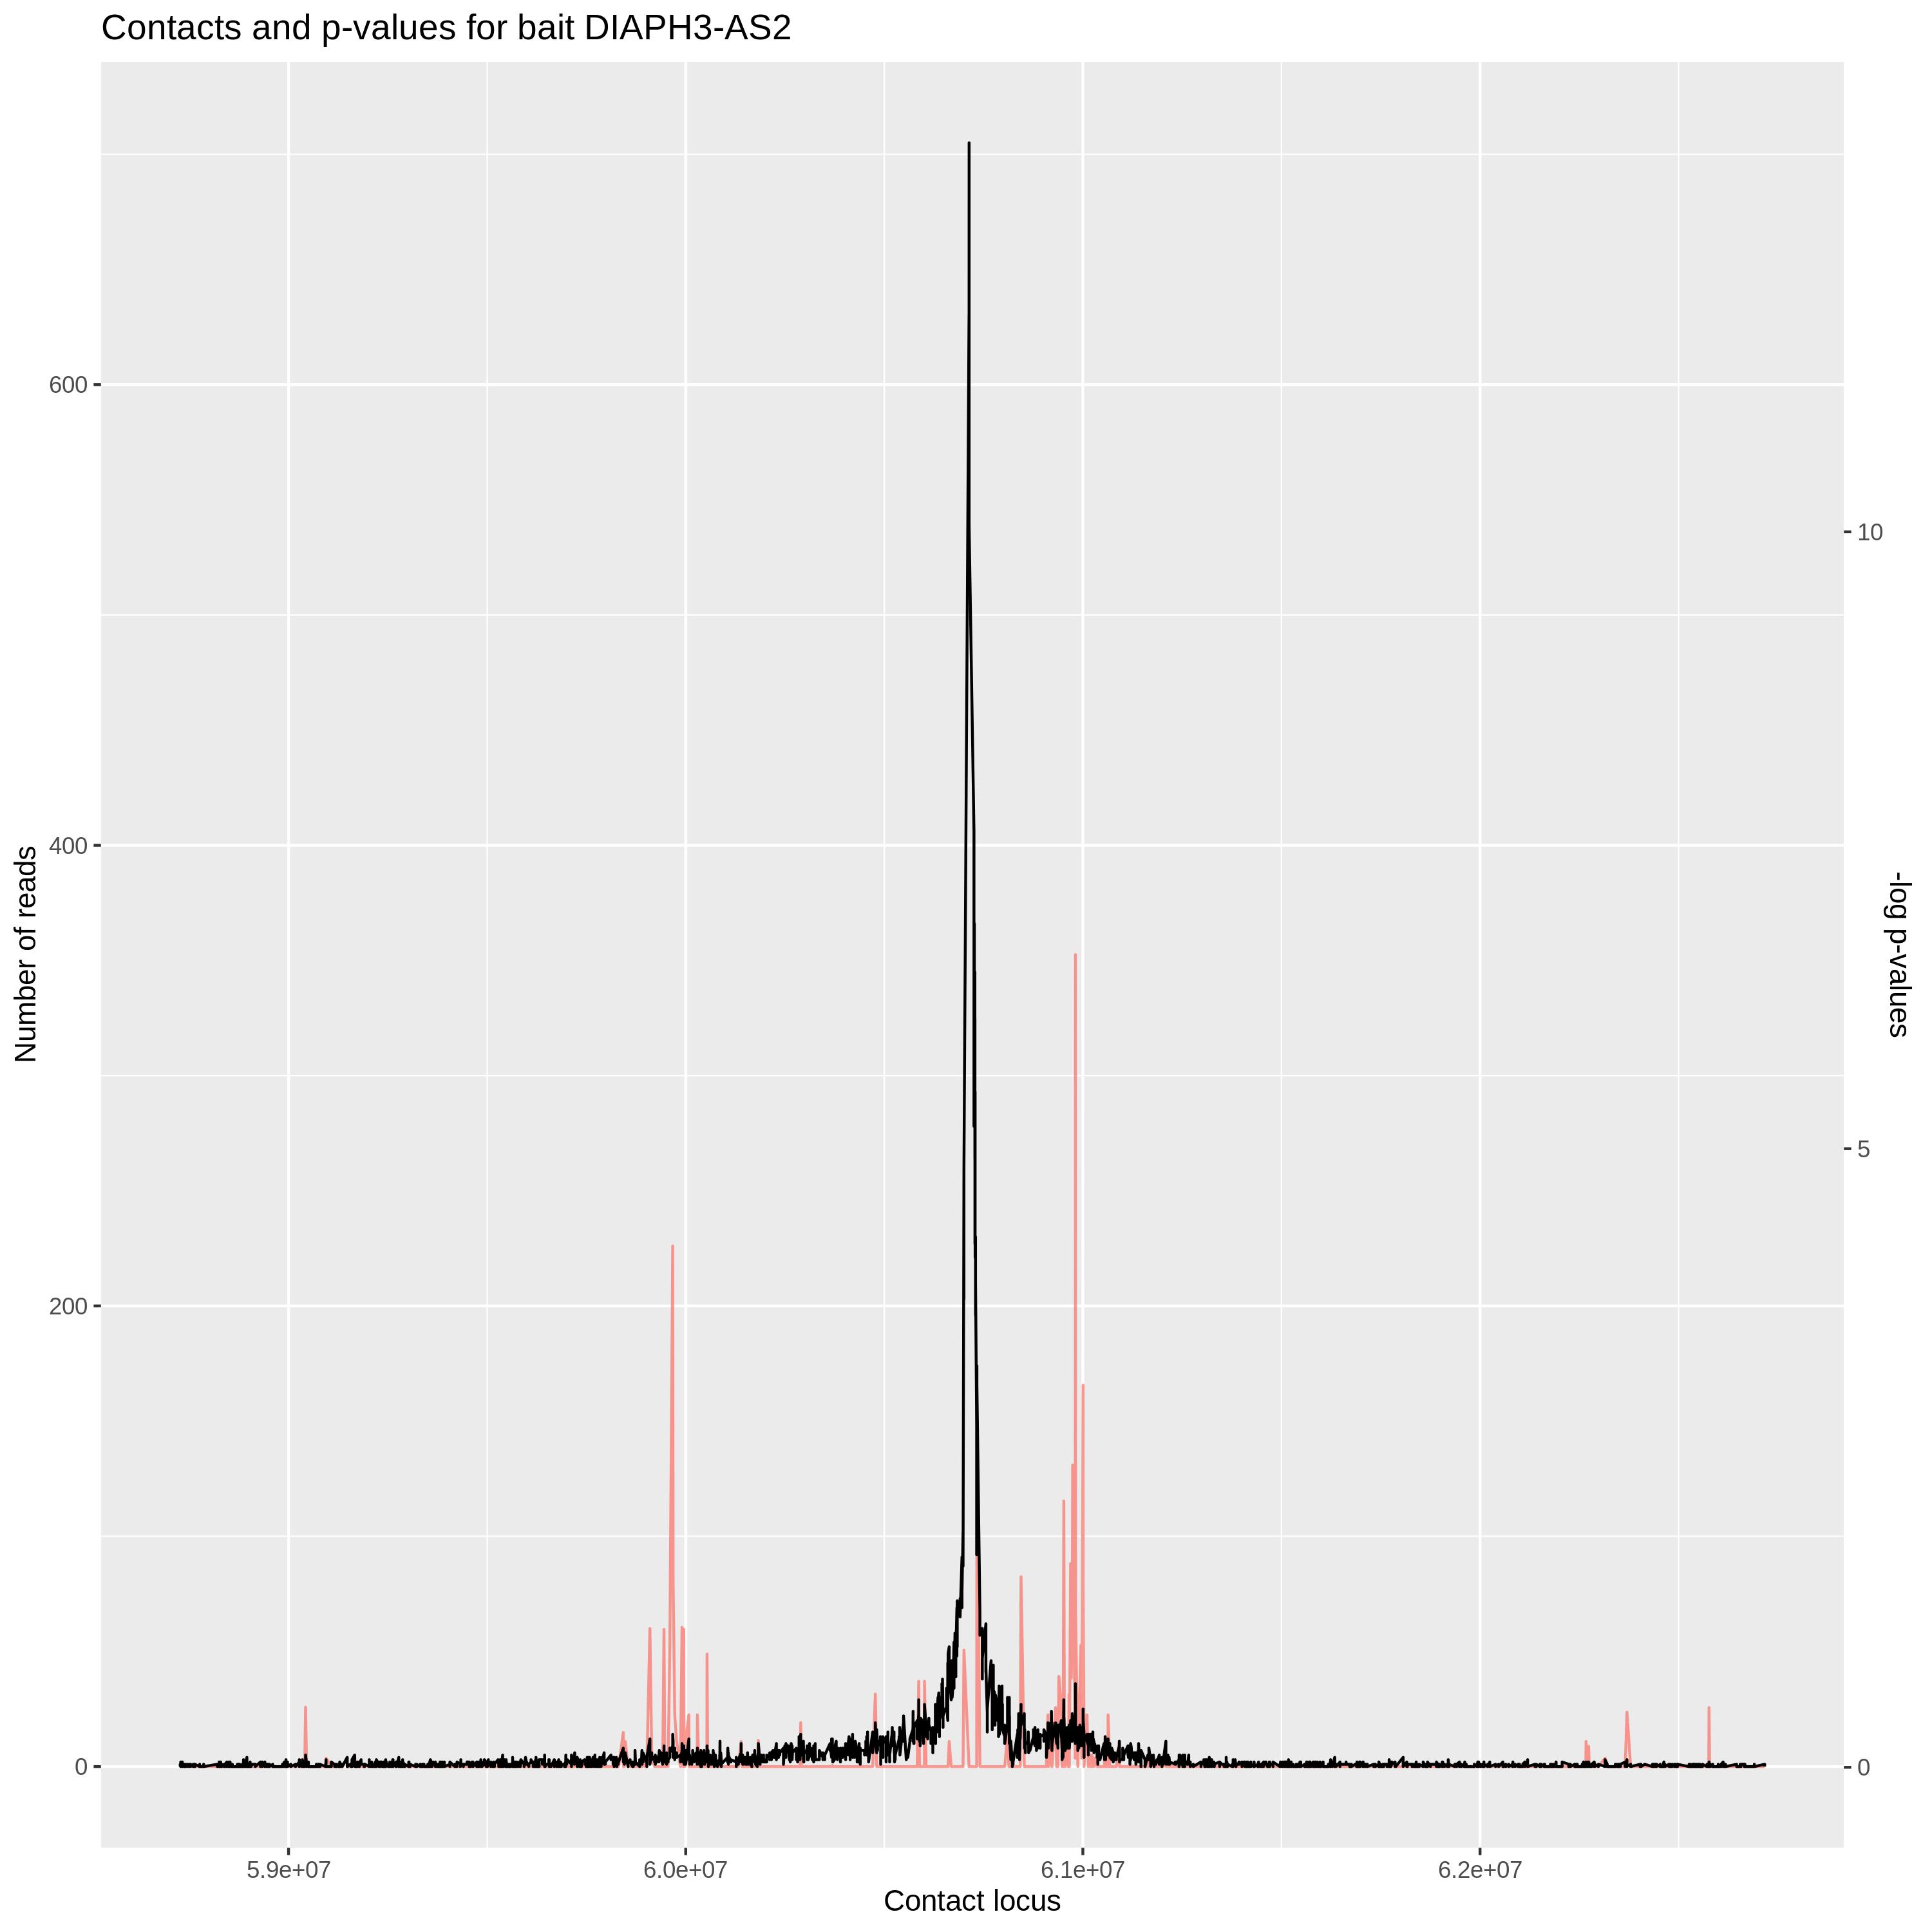 Contacts and p-values for bait DIAPH3-AS2
Number of reads
600
400
200
0
10
5
0
-log p-values
5.9e+07
6.0e+07
6.1e+07
6.2e+07
Contact locus